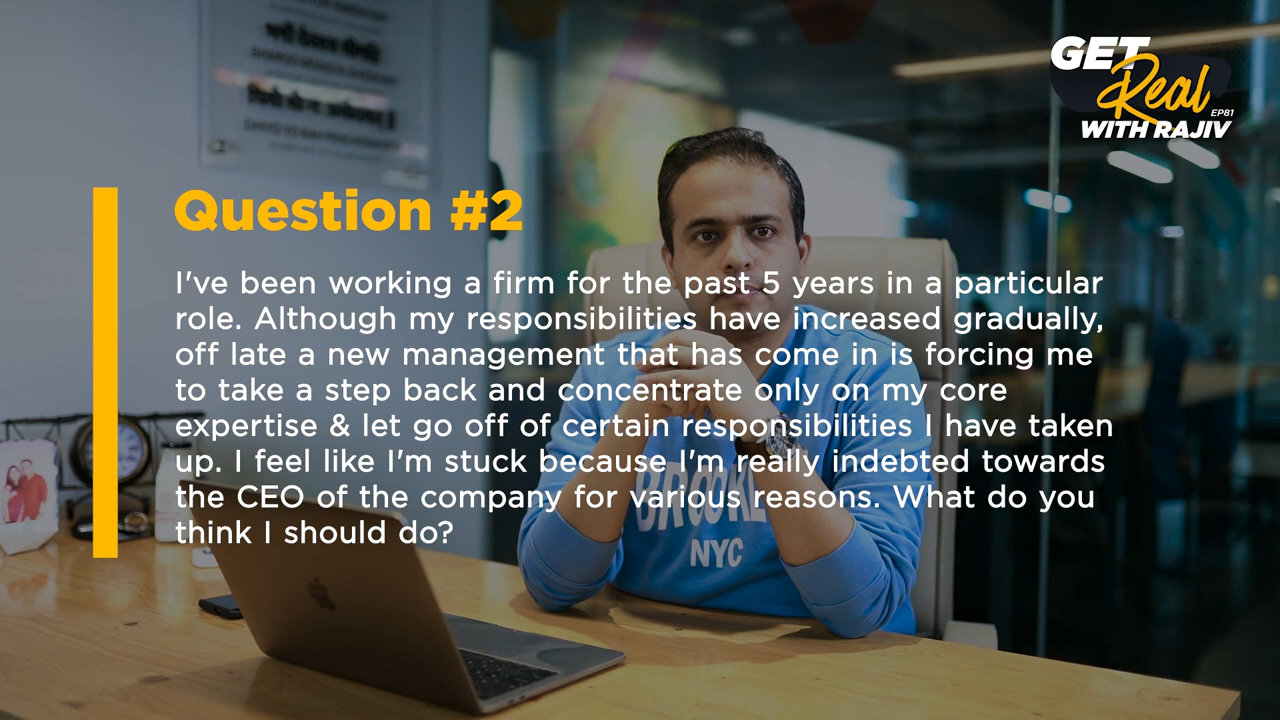 GET
Real
EP81
WITH RAJIV
Question #2
I've been working a firm for the past 5 years in a particular
role. Although my responsibilities have increased gradually,
off late a new management that has come in is forcing me
to take a step back and concentrate only on my core
expertise & let go off of certain responsibilities I have taken
up. I feel like I'm stuck because I'm really indebted towards
the CEO of the company for various reasons. What do you
think I should do?
NYC